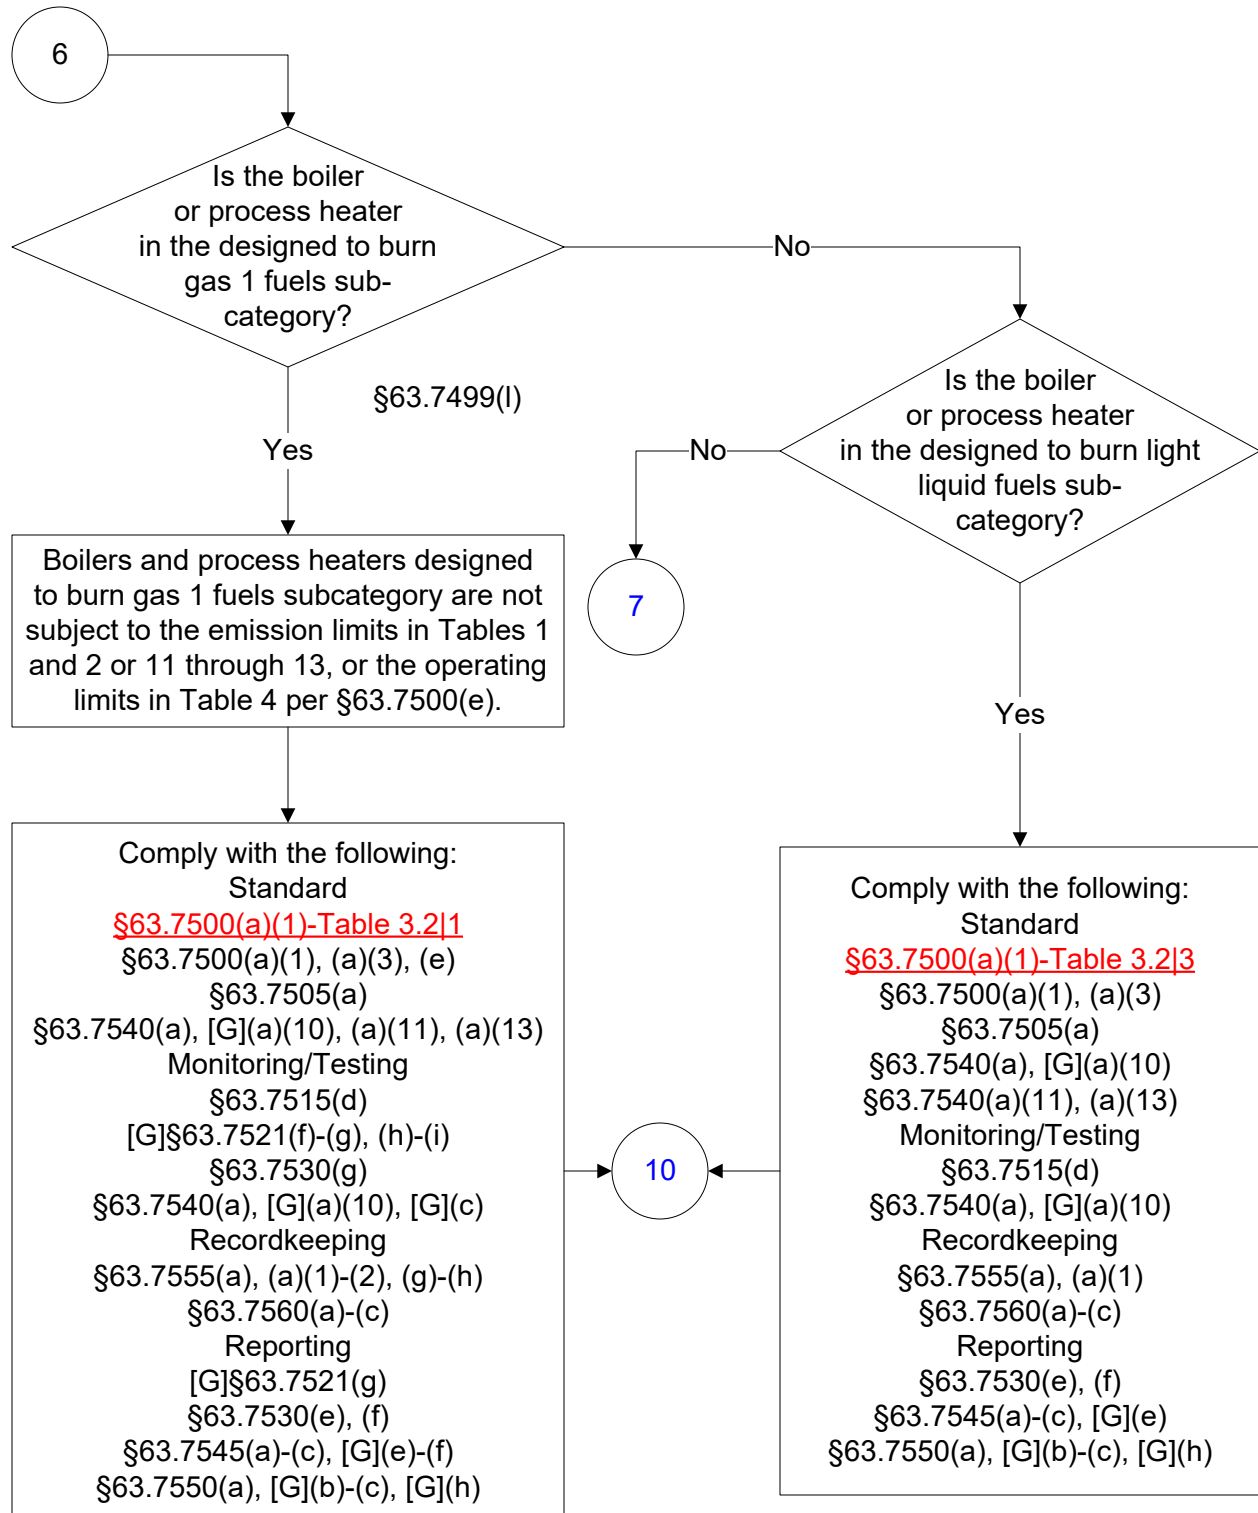 6
Is the boiler
or process heater
in the designed to burn
gas 1 fuels sub-
category?
No
§63.7499(l)
Yes
Is the boiler
or process heater
in the designed to burn light
liquid fuels sub-
category?
No
7
Yes
Boilers and process heaters designed
to burn gas 1 fuels subcategory are not
subject to the emission limits in Tables 1
and 2 or 11 through 13, or the operating
limits in Table 4 per §63.7500(e).
Comply with the following:
Standard
§63.7500(a)(1)-Table 3.2|1
§63.7500(a)(1), (a)(3), (e)
§63.7505(a)
§63.7540(a), [G](a)(10), (a)(11), (a)(13)
Monitoring/Testing
§63.7515(d)
[G]§63.7521(f)-(g), (h)-(i)
§63.7530(g)
§63.7540(a), [G](a)(10), [G](c)
Recordkeeping
§63.7555(a), (a)(1)-(2), (g)-(h)
§63.7560(a)-(c)
Reporting
[G]§63.7521(g)
§63.7530(e), (f)
§63.7545(a)-(c), [G](e)-(f)
§63.7550(a), [G](b)-(c), [G](h)
10
Comply with the following:
Standard
§63.7500(a)(1)-Table 3.2|3
§63.7500(a)(1), (a)(3)
§63.7505(a)
§63.7540(a), [G](a)(10)
§63.7540(a)(11), (a)(13)
Monitoring/Testing
§63.7515(d)
§63.7540(a), [G](a)(10)
Recordkeeping
§63.7555(a), (a)(1)
§63.7560(a)-(c)
Reporting
§63.7530(e), (f)
§63.7545(a)-(c), [G](e)
§63.7550(a), [G](b)-(c), [G](h)